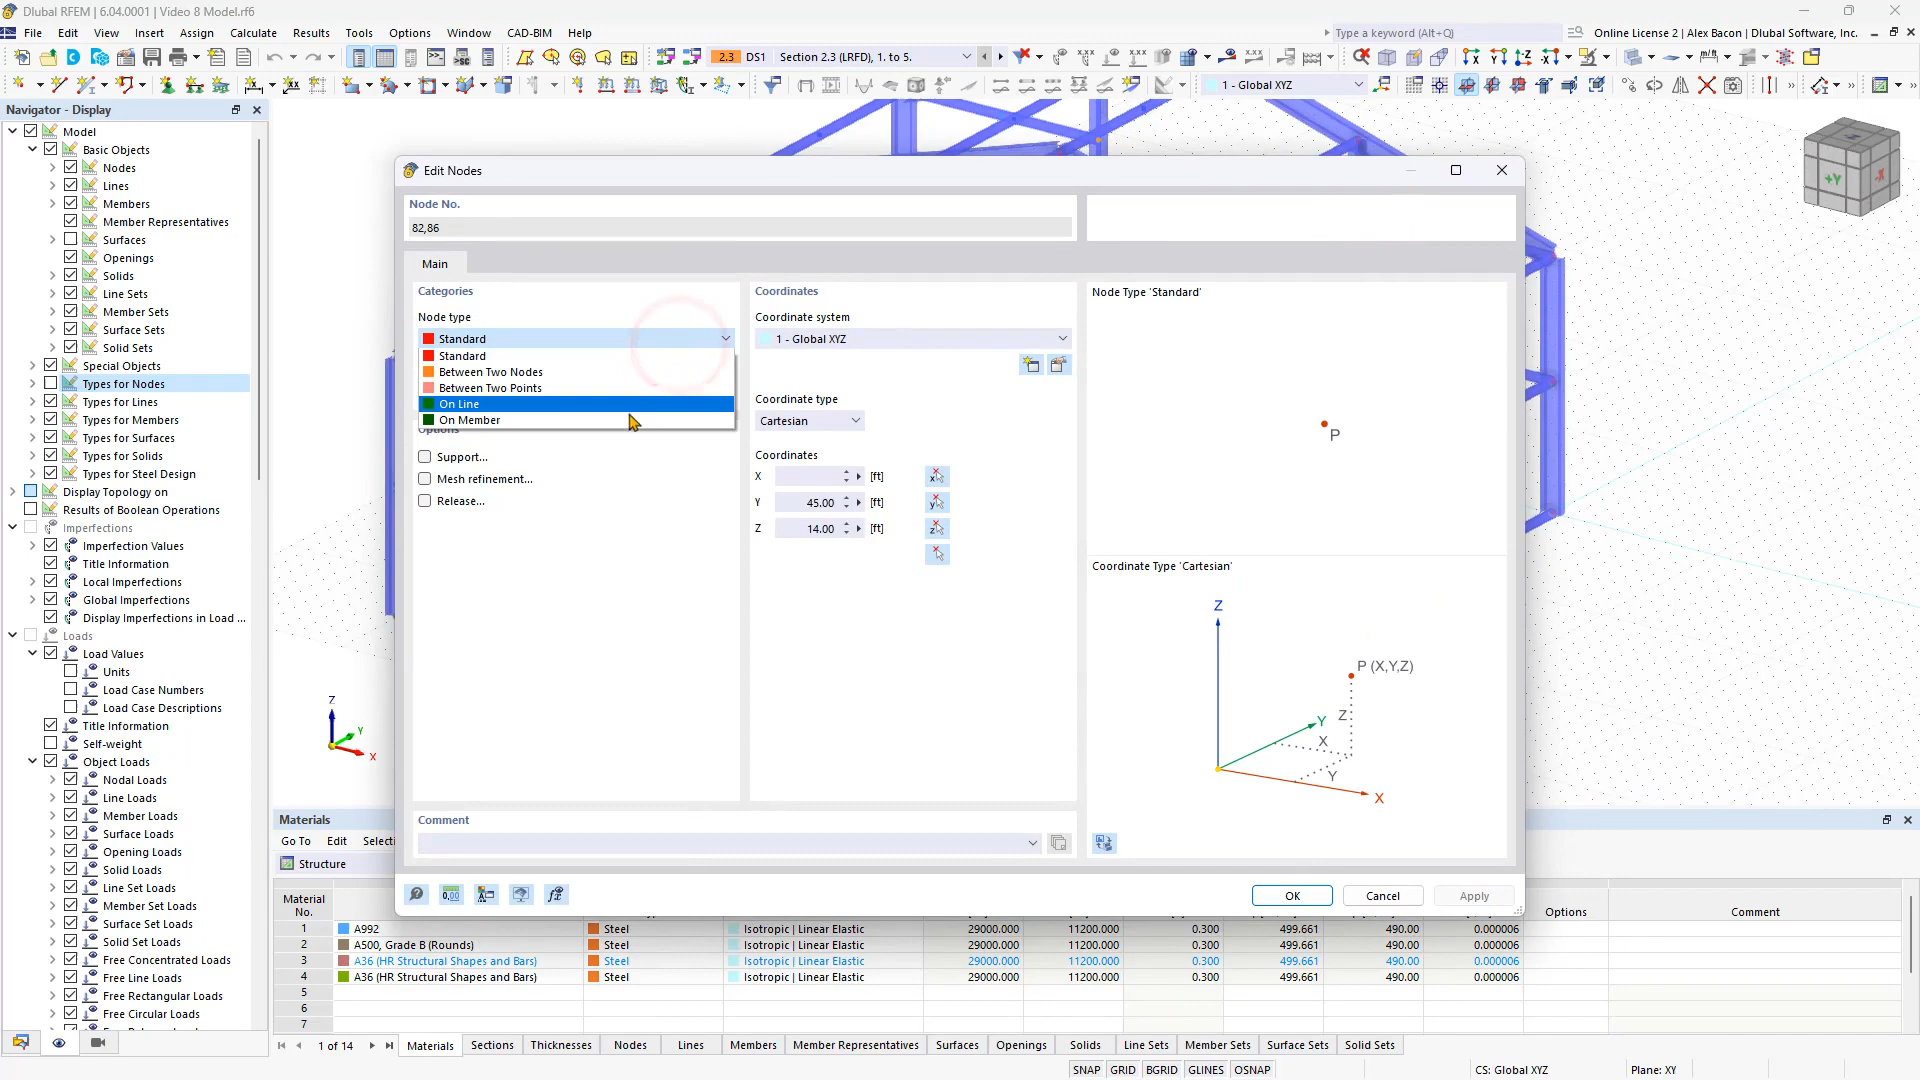 Dlubal RFEM | 6.04.0001 | Video 8 Model.rf6
File Edit View Insert Assign Calculate Results Tools Options Window CAD-BIM Help
Type a keyword (Alt+Q)
Online License 2 | Alex Bacon | Dlubal Software, Inc.
2.3 DS1 Section 2.3 (LRFD), 1. to 5.
1 - Global XYZ
Navigator - Display
Model
Basic Objects
Nodes
Lines
Members
Member Representatives
Surfaces
Openings
Solids
Line Sets
Member Sets
Surface Sets
Solid Sets
Special Objects
Types for Nodes
Types for Lines
Types for Members
Types for Surfaces
Types for Solids
Types for Steel Design
Display Topology on
Results of Boolean Operations
Imperfections
Imperfection Values
Title Information
Local Imperfections
Global Imperfections
Display Imperfections in Load ...
Loads
Load Values
Units
Load Case Numbers
Load Case Descriptions
Title Information
Self-weight
Object Loads
Nodal Loads
Line Loads
Member Loads
Surface Loads
Opening Loads
Solid Loads
Line Set Loads
Member Set Loads
Surface Set Loads
Solid Set Loads
Free Concentrated Loads
Free Line Loads
Free Rectangular Loads
Free Circular Loads
+Y
-X
Z
Y
X
Edit Nodes
Node No.
82,86
Main
Categories
Node type
Standard
Standard
Between Two Nodes
Between Two Points
On Line
On Member
Options
Support...
Mesh refinement...
Release...
Coordinates
Coordinate system
1 - Global XYZ
Coordinate type
Cartesian
Coordinates
X [ft]
Y 45.00 [ft]
Z 14.00 [ft]
Node Type 'Standard'
P
Coordinate Type 'Cartesian'
Z
P (X,Y,Z)
Y
Z
X
Y
X
Comment
OK
Cancel
Apply
Materials
Go To Edit Selecti
Structure
Material
No.
Options
Comment
1 A992 Steel Isotropic | Linear Elastic 29000.000 11200.000 0.300 499.661 490.00 0.000006
2 A500, Grade B (Rounds) Steel Isotropic | Linear Elastic 29000.000 11200.000 0.300 499.661 490.00 0.000006
3 A36 (HR Structural Shapes and Bars) Steel Isotropic | Linear Elastic 29000.000 11200.000 0.300 499.661 490.00 0.000006
4 A36 (HR Structural Shapes and Bars) Steel Isotropic | Linear Elastic 29000.000 11200.000 0.300 499.661 490.00 0.000006
5
6
7
1 of 14
Materials Sections Thicknesses Nodes Lines Members Member Representatives Surfaces Openings Solids Line Sets Member Sets Surface Sets Solid Sets
SNAP GRID BGRID GLINES OSNAP
CS: Global XYZ
Plane: XY